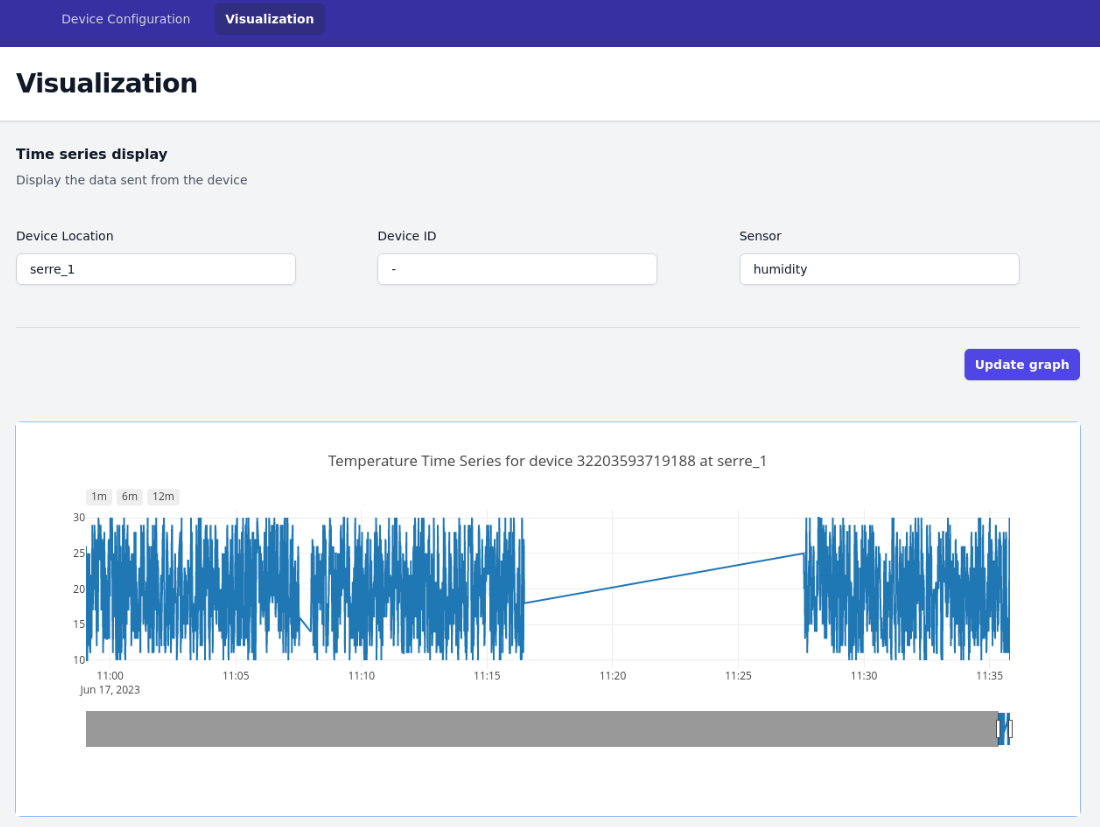 Device Configuration Visualization
Visualization
Time series display
Display the data sent from the device
Device Location Device ID Sensor
serre_1 - humidity
Update graph
Temperature Time Series for device 32203593719188 at serre_1
1m 6m 12m
30
25
20
15
10
11:00 11:05 11:10 11:15 11:20 11:25 11:30 11:35
Jun 17, 2023